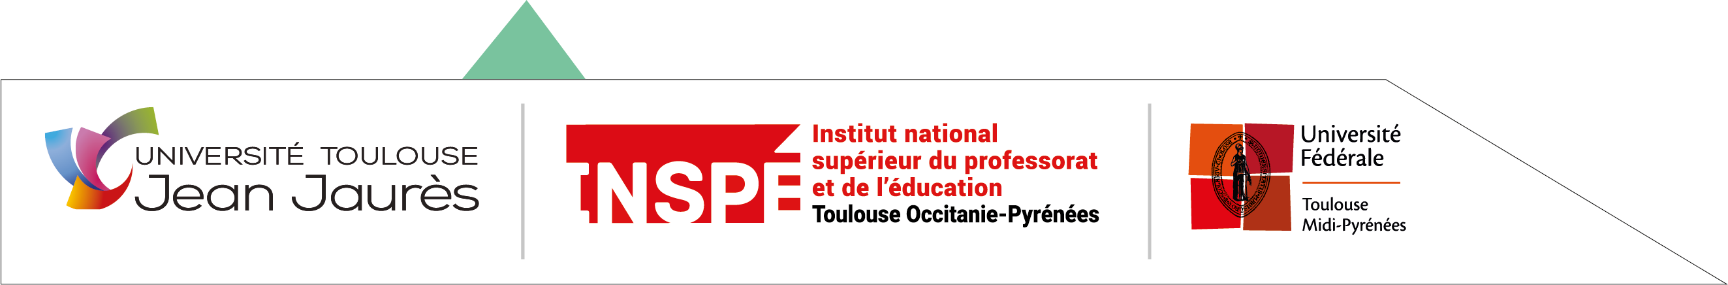 UNIVERSITÉ TOULOUSE
Jean Jaurès
INSPÉ
Institut national
supérieur du professorat
et de l'éducation
Toulouse Occitanie-Pyrénées
Université
Fédérale
Toulouse
Midi-Pyrénées